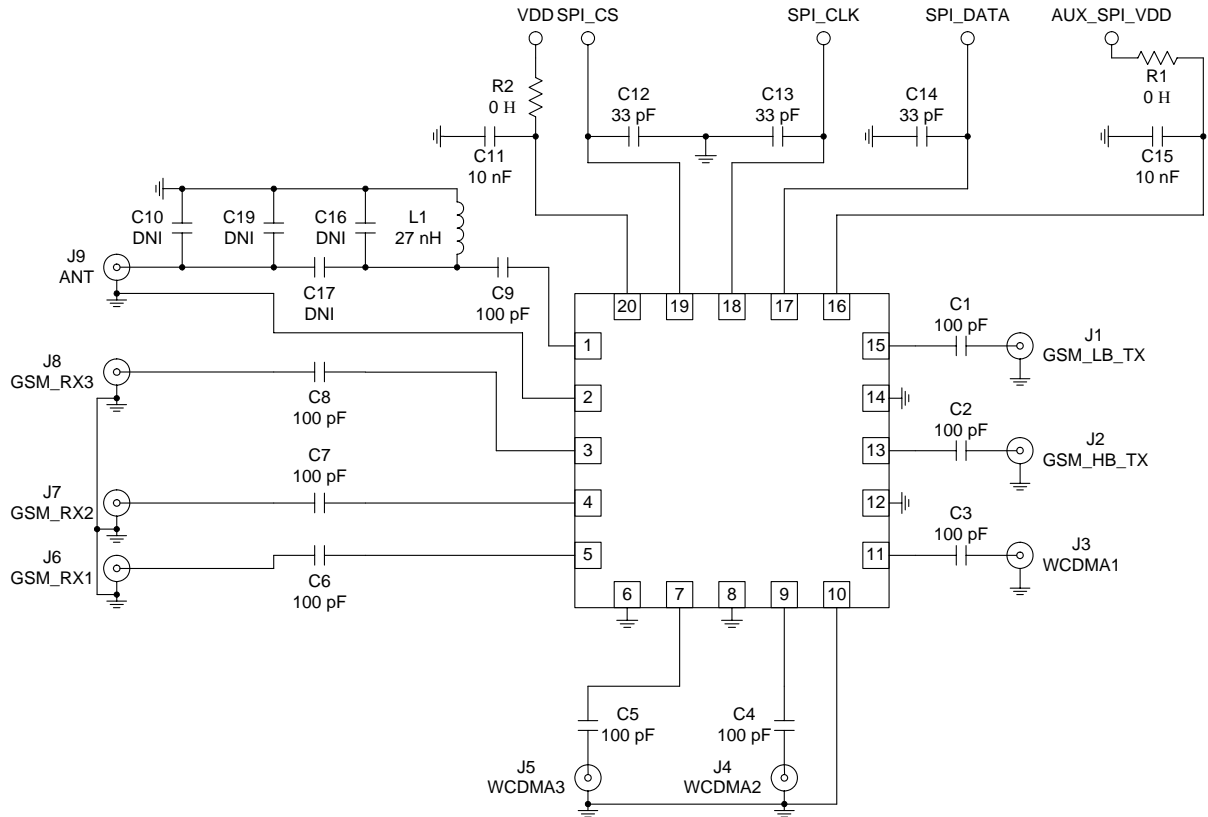 VDD SPI_CS SPI_CLK SPI_DATA AUX_SPI_VDD
R2
0 H
R1
0 H
C12
33 pF
C13
33 pF
C14
33 pF
C11
10 nF
C15
10 nF
C10
DNI
C19
DNI
C16
DNI
L1
27 nH
J9
ANT
C17
DNI
C9
100 pF
20 19 18 17 16
1
2
3
4
5
15
14
13
12
11
6 7 8 9 10
J8
GSM_RX3
C8
100 pF
J7
GSM_RX2
C7
100 pF
J6
GSM_RX1
C6
100 pF
C1
100 pF
J1
GSM_LB_TX
C2
100 pF
J2
GSM_HB_TX
C3
100 pF
J3
WCDMA1
C5
100 pF
C4
100 pF
J5
WCDMA3
J4
WCDMA2